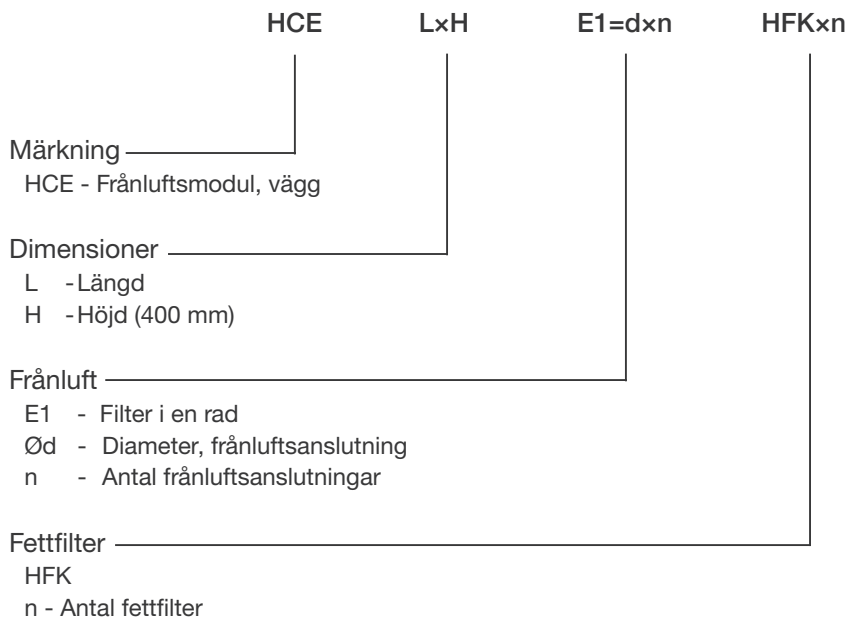 HCE L×H E1=d×n HFK×n
Märkning
HCE - Frånluftsmodul, vägg
Dimensioner
L - Längd
H - Höjd (400 mm)
Frånluft
E1 - Filter i en rad
Ød - Diameter, frånluftsanslutning
n - Antal frånluftsanslutningar
Fettfilter
HFK
n - Antal fettfilter